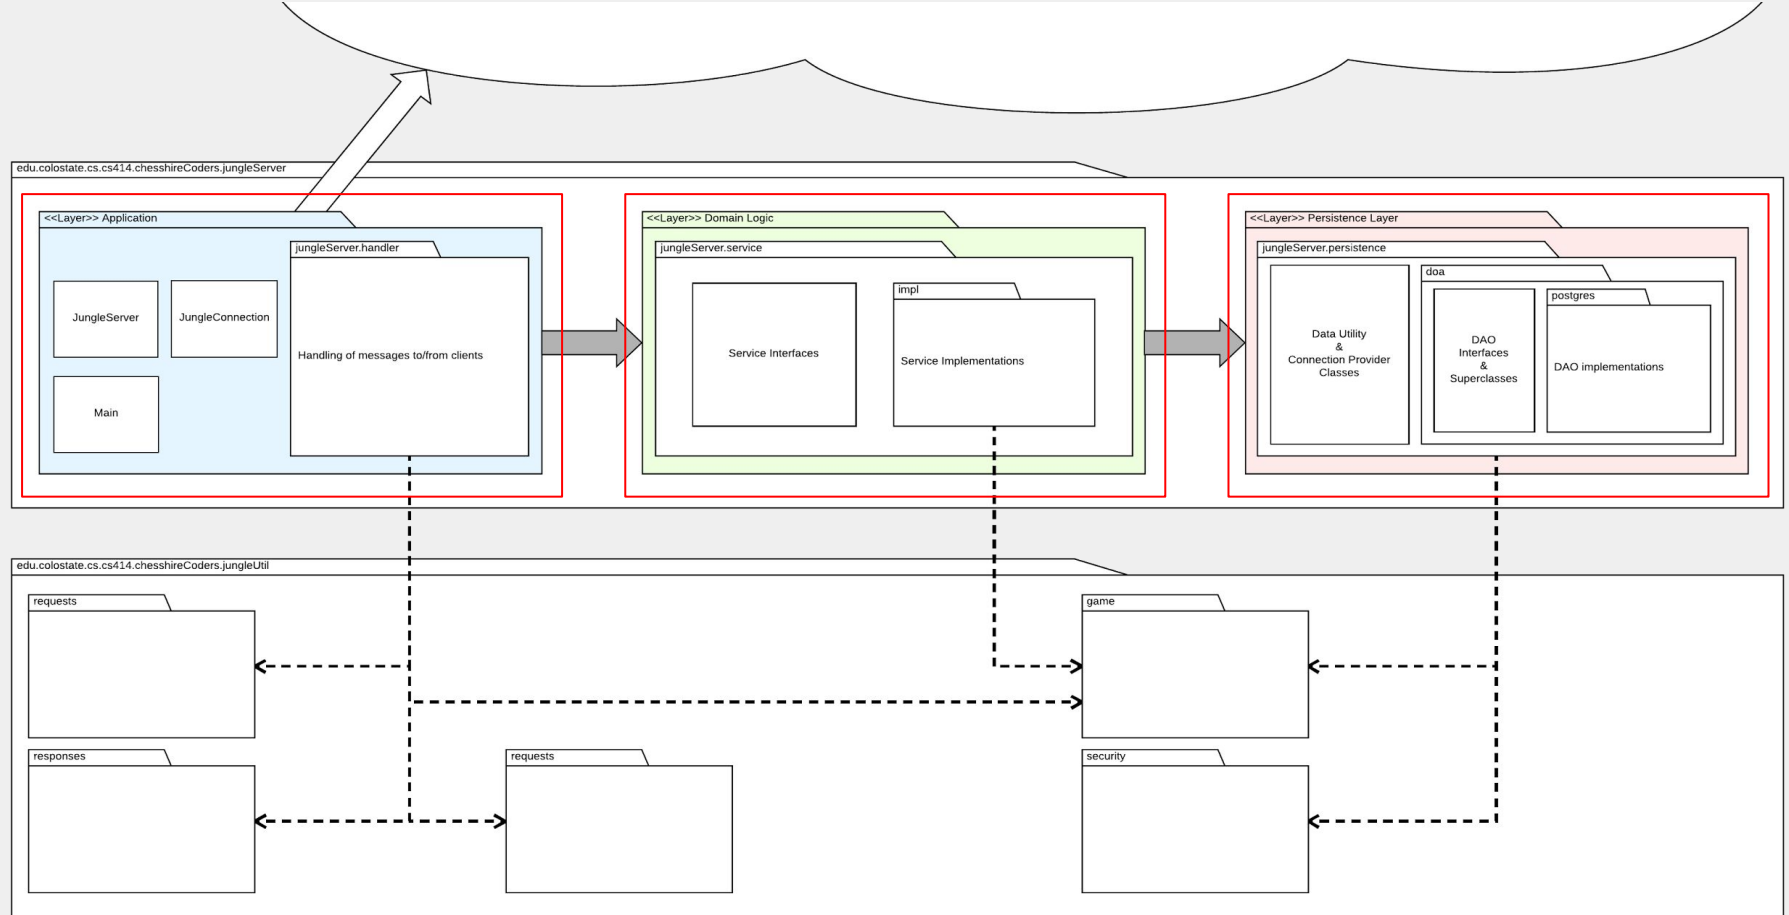 edu.colostate.cs.cs414.chesshireCoders.jungleServer
<<Layer>> Application
jungleServer.handler
JungleServer
JungleConnection
Main
Handling of messages to/from clients
<<Layer>> Domain Logic
jungleServer.service
Service Interfaces
impl
Service Implementations
<<Layer>> Persistence Layer
jungleServer.persistence
Data Utility
&
Connection Provider
Classes
doa
DAO
Interfaces
&
Superclasses
postgres
DAO implementations
edu.colostate.cs.cs414.chesshireCoders.jungleUtil
requests
game
responses
requests
security